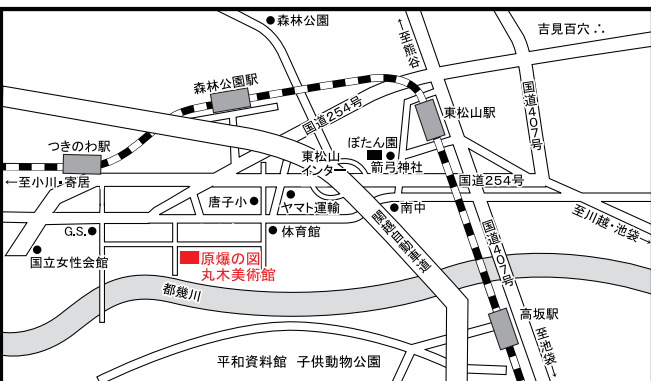 森林公園
吉見百穴 ∴
←至熊谷
森林公園駅
国道254号
国道407号
東松山駅
ぼたん園
つきのわ駅
東松山
インター
箭弓神社
←至小川・寄居
国道254号
唐子小
ヤマト運輸
南中
至川越・池袋→
G.S.
体育館
関越自動車道
国道407号
国立女性会館
原爆の図
丸木美術館
都幾川
高坂駅
至池袋→
平和資料館 子供動物公園